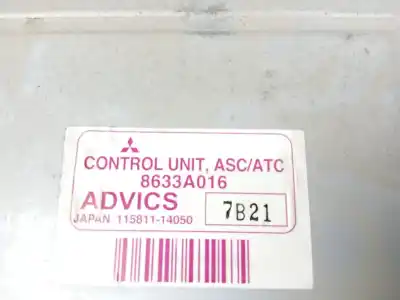 CONTROL UNIT, ASC/ATC
8633A016
ADVICS
7B21
JAPAN 115811-14050